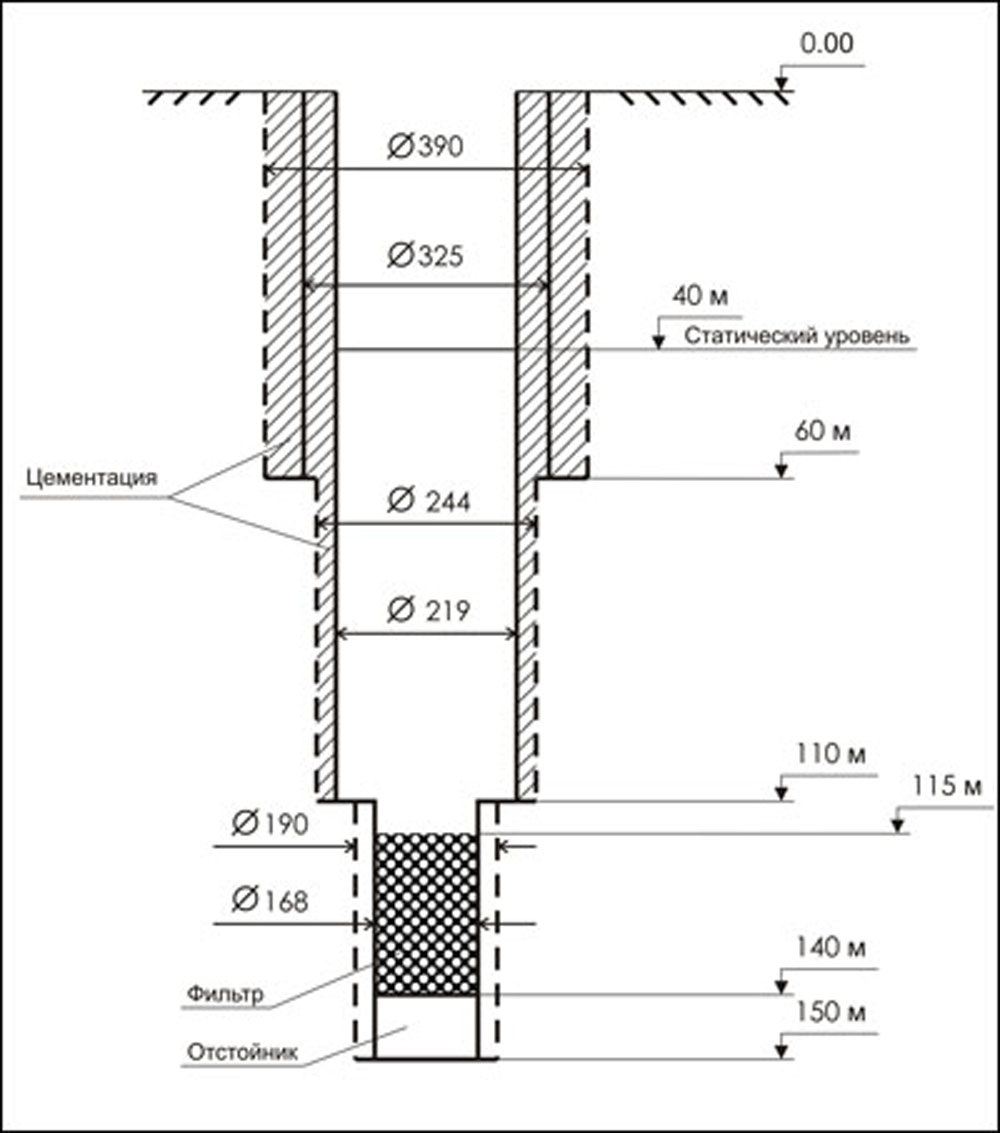 0.00
Ø390
Ø325
40 м
Статический уровень
60 м
Цементация
Ø 244
Ø 219
110 м
115 м
Ø190
Ø168
140 м
Фильтр
150 м
Отстойник